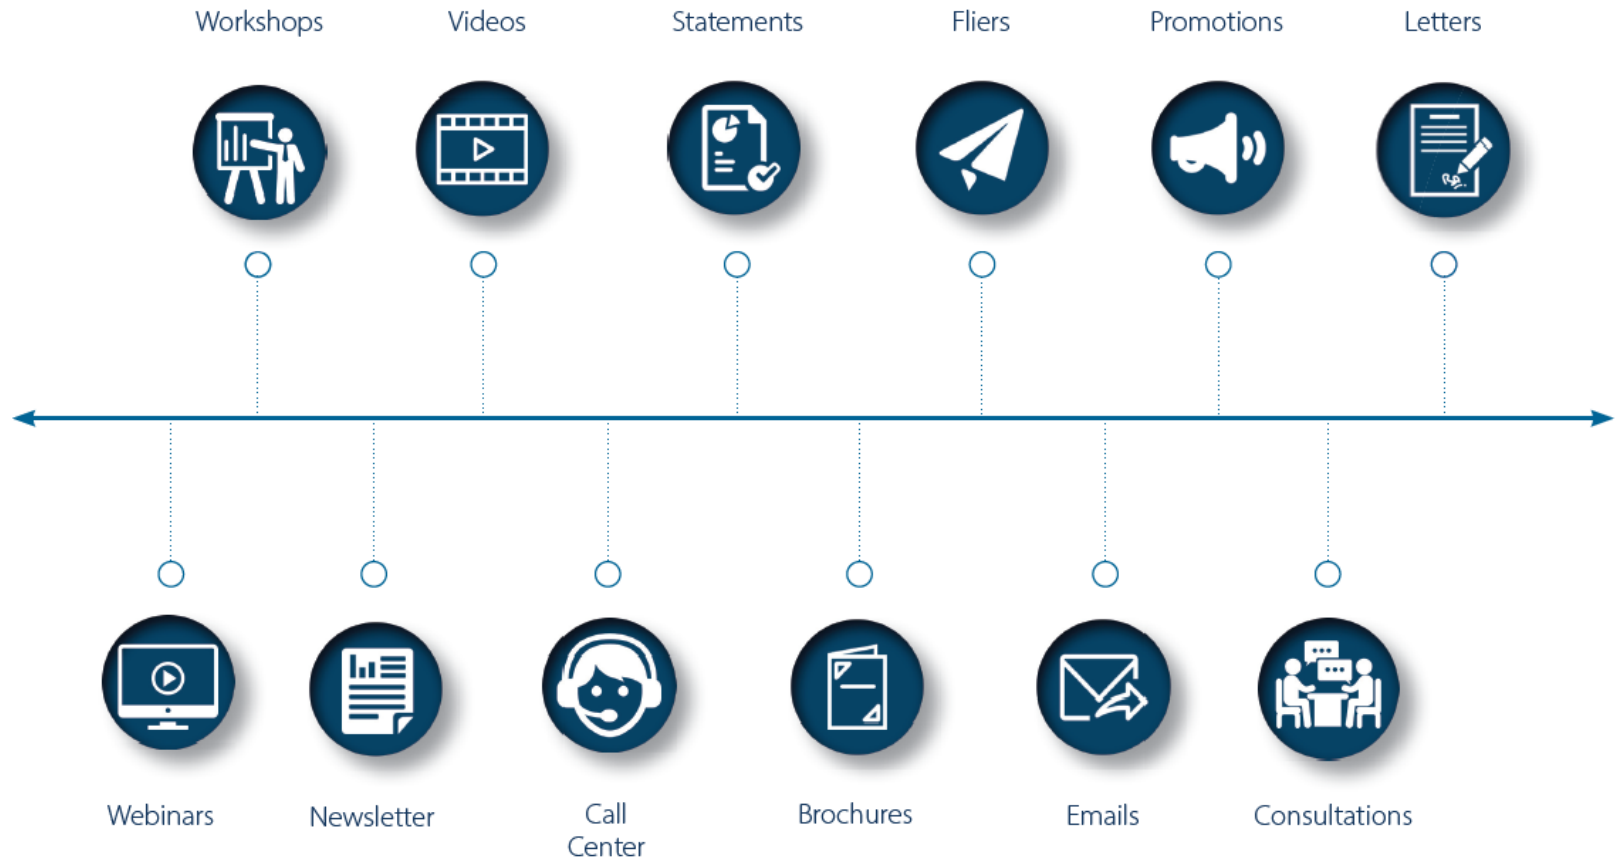 Workshops
Videos
Statements
Fliers
Promotions
Letters
Webinars
Newsletter
Call
Center
Brochures
Emails
Consultations